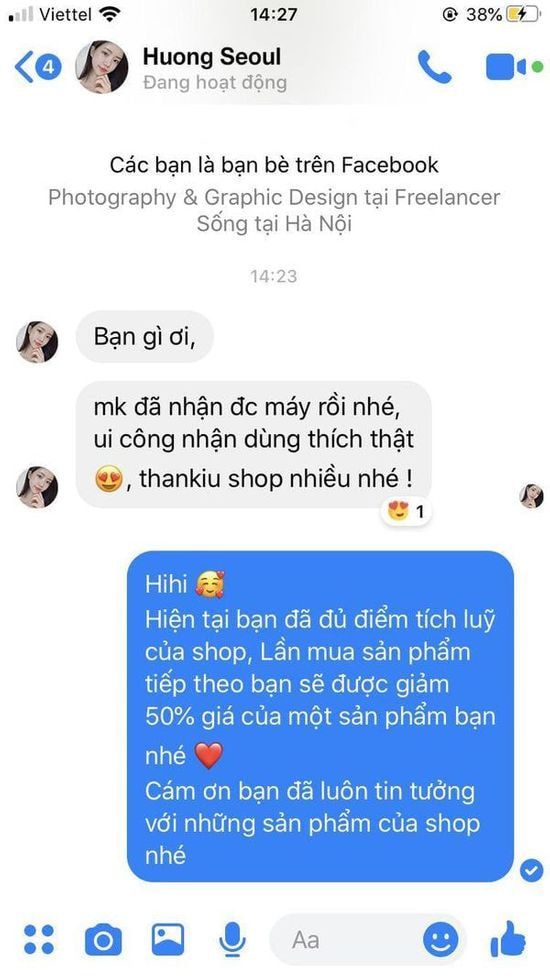 Viettel
14:27
38%
4
Huong Seoul
Đang hoạt động
Các bạn là bạn bè trên Facebook
Photography & Graphic Design tại Freelancer
Sống tại Hà Nội
14:23
Bạn gì ơi,
mk đã nhận đc máy rồi nhé,
ui công nhận dùng thích thật
😍, thankiu shop nhiều nhé !
😍 1
Hihi 🥰
Hiện tại bạn đã đủ điểm tích luỹ
của shop, Lần mua sản phẩm
tiếp theo bạn sẽ được giảm
50% giá của một sản phẩm bạn
nhé ❤️
Cám ơn bạn đã luôn tin tưởng
với những sản phẩm của shop
nhé
Aa